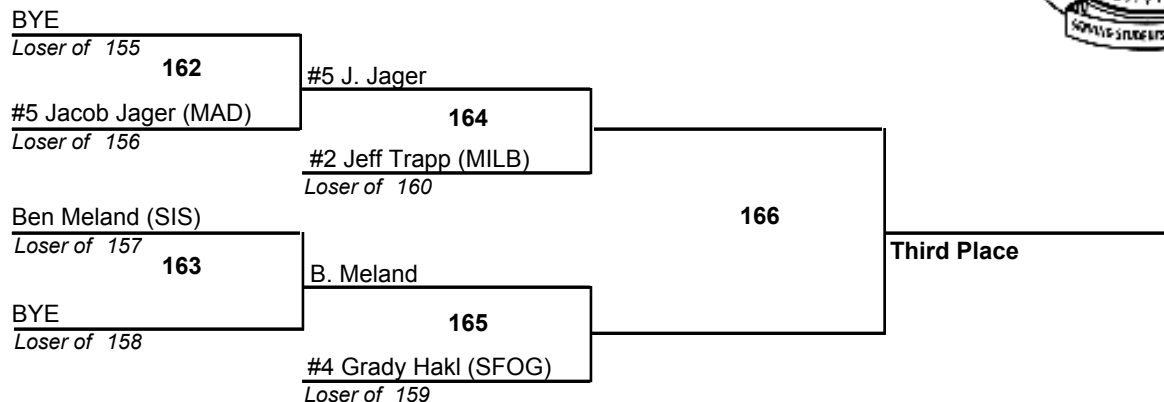 BYE
Loser of 155
162
#5 J. Jager
#5 Jacob Jager (MAD)
Loser of 156
164
#2 Jeff Trapp (MILB)
Loser of 160
Ben Meland (SIS)
Loser of 157
163
B. Meland
BYE
Loser of 158
165
#4 Grady Hakl (SFOG)
Loser of 159
166
Third Place
SERVING STUDENTS